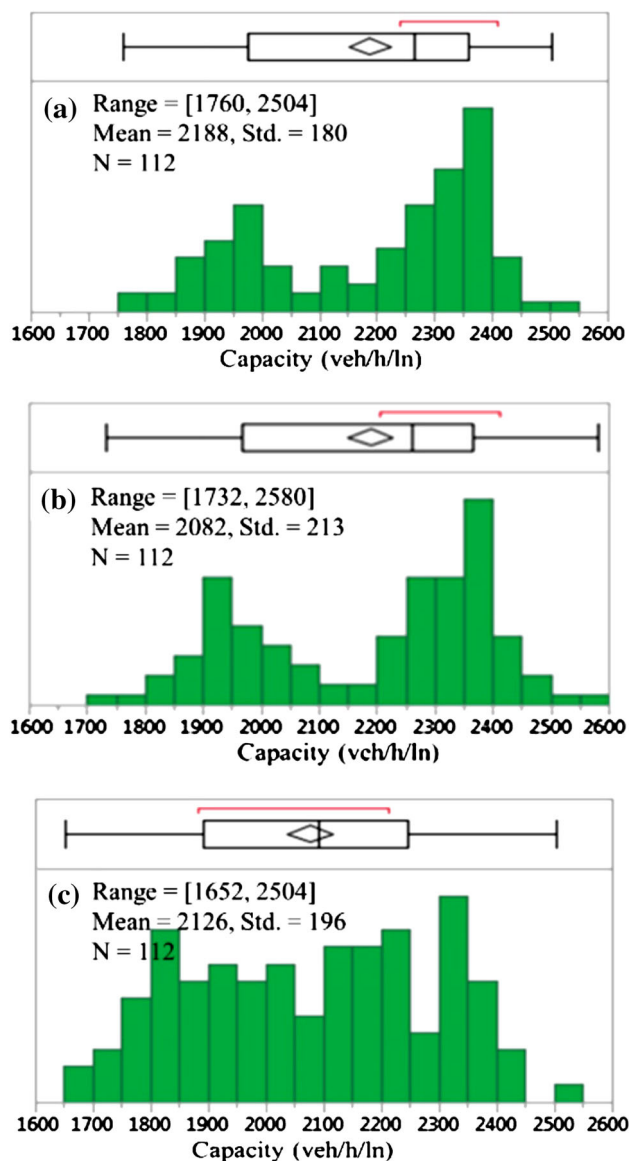 (a) Range = [1760, 2504]
Mean = 2188, Std. = 180
N = 112
1600 1700 1800 1900 2000 2100 2200 2300 2400 2500 2600
Capacity (veh/h/ln)
(b) Range = [1732, 2580]
Mean = 2082, Std. = 213
N = 112
1600 1700 1800 1900 2000 2100 2200 2300 2400 2500 2600
Capacity (veh/h/ln)
(c) Range = [1652, 2504]
Mean = 2126, Std. = 196
N = 112
1600 1700 1800 1900 2000 2100 2200 2300 2400 2500 2600
Capacity (veh/h/ln)